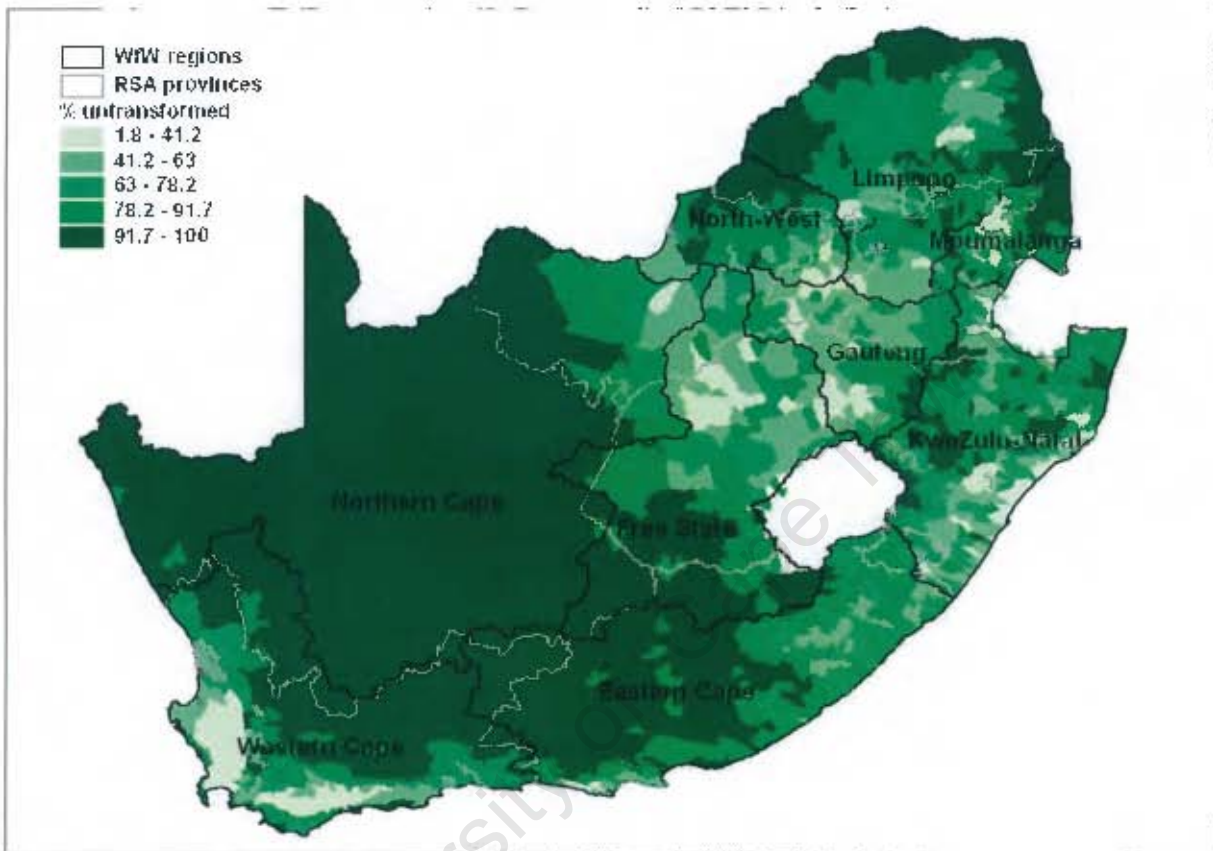 WfW regions
RSA provinces
% untransformed
1.8 - 41.2
41.2 - 63
63 - 78.2
78.2 - 91.7
91.7 - 100
Limpopo
North-West
Mpumalanga
Gauteng
KwaZulu-Natal
Northern Cape
Free State
Eastern Cape
Western Cape